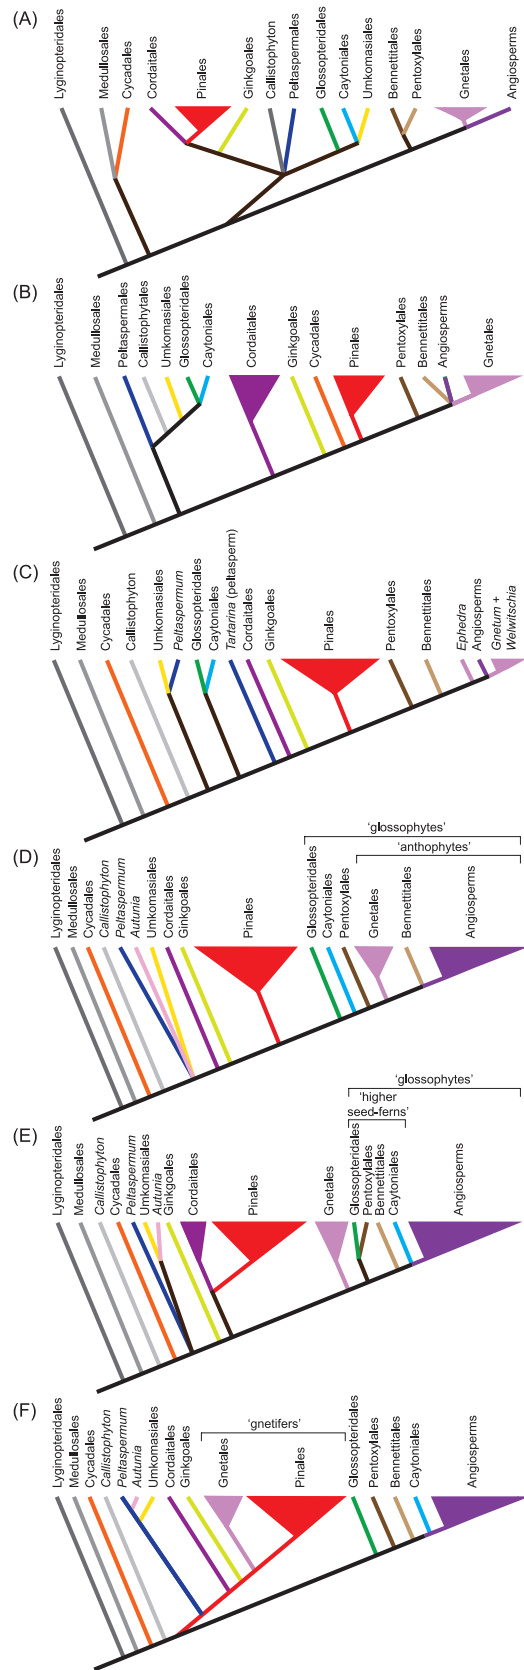 (A)
Lyginopteridales
Medullosales
Cycadales
Cordaitales
Pinales
Ginkgoales
Callistophyton
Peltaspermales
Glossopteridales
Caytoniales
Umkomasiales
Bennettitales
Pentoxylales
Gnetales
Angiosperms
(B)
Lyginopteridales
Medullosales
Peltaspermales
Callistophytales
Umkomasiales
Glossopteridales
Caytoniales
Cordaitales
Ginkgoales
Cycadales
Pinales
Pentoxylales
Bennettitales
Angiosperms
Gnetales
(C)
Lyginopteridales
Medullosales
Cycadales
Callistophyton
Umkomasiales
Peltaspermum
Glossopteridales
Caytoniales
Tartarina (peltasperm)
Cordaitales
Ginkgoales
Pinales
Pentoxylales
Bennettitales
Ephedra
Angiosperms
Gnetum +
Welwitschia
(D)
'glossophytes'
'anthophytes'
Lyginopteridales
Medullosales
Cycadales
Callistophyton
Peltaspermum
Autunia
Umkomasiales
Cordaitales
Ginkgoales
Pinales
Glossopteridales
Caytoniales
Pentoxylales
Gnetales
Bennettitales
Angiosperms
(E)
'glossophytes'
'higher
seed-ferns'
Lyginopteridales
Medullosales
Callistophyton
Cycadales
Peltaspermum
Umkomasiales
Autunia
Ginkgoales
Cordaitales
Pinales
Gnetales
Glossopteridales
Pentoxylales
Bennettitales
Caytoniales
Angiosperms
(F)
'gnetifers'
Lyginopteridales
Medullosales
Cycadales
Callistophyton
Peltaspermum
Autunia
Umkomasiales
Cordaitales
Ginkgoales
Gnetales
Pinales
Glossopteridales
Pentoxylales
Bennettitales
Caytoniales
Angiosperms